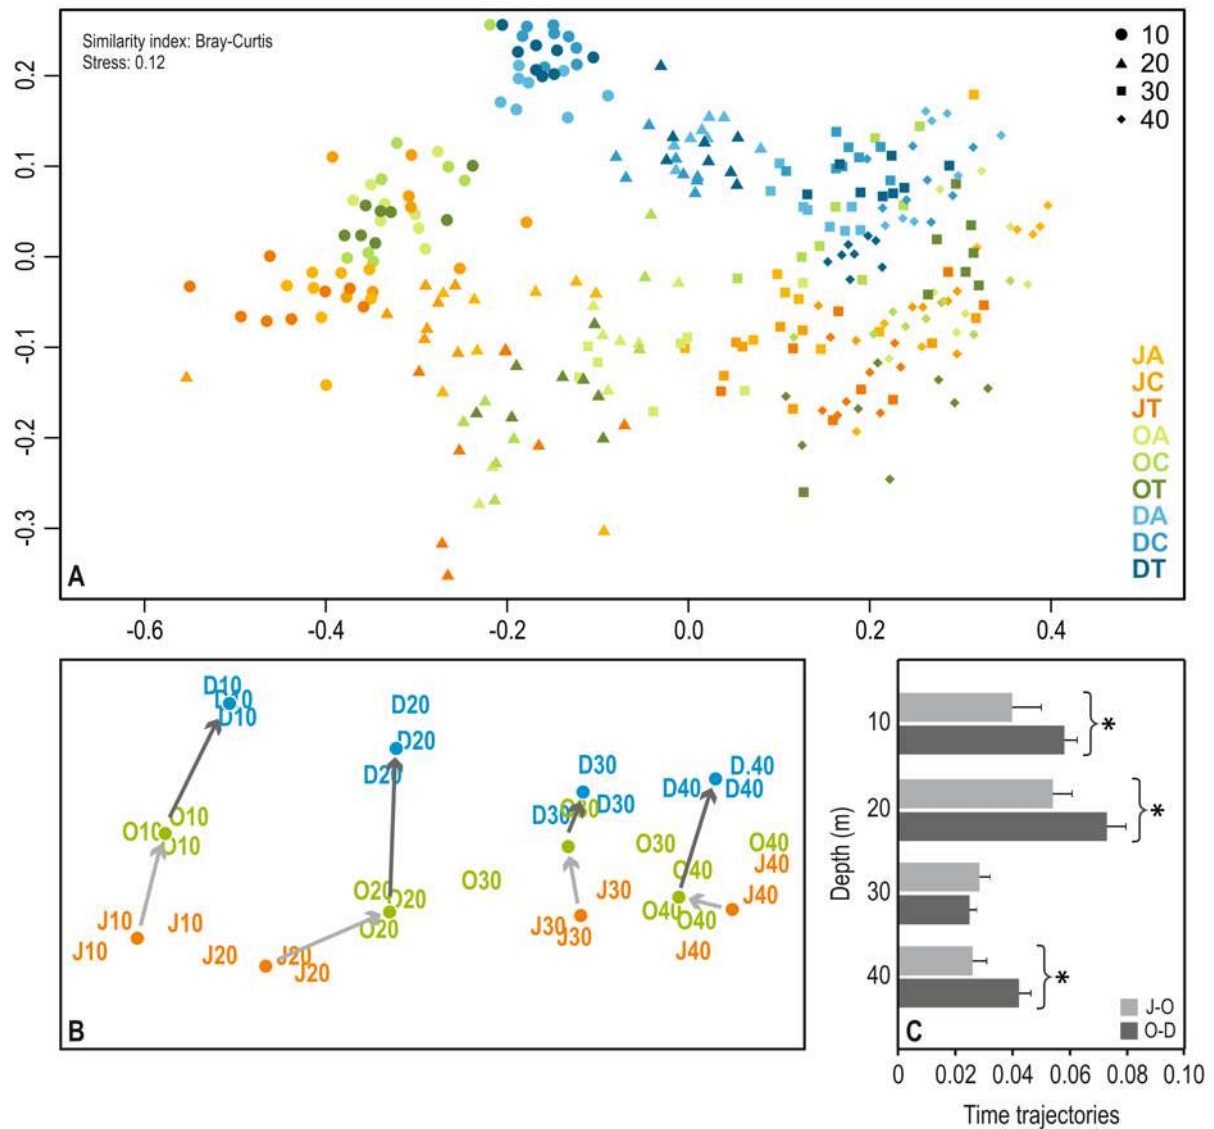 Similarity index: Bray-Curtis
Stress: 0.12
10
20
30
40
0.2
0.1
0.0
-0.1
-0.2
-0.3
JA
JC
JT
OA
OC
OT
DA
DC
DT
A
-0.6
-0.4
-0.2
0.0
0.2
0.4
D10
D10
D10
O10
O10
O10
J10
J10
J10
D20
D20
D20
O20
O20
O20
J20
J20
J20
D30
D30
D30
O30
O30
O30
J30
J30
J30
D.40
D40
D40
O40
O40
O40
O40
J40
J40
J40
B
Depth (m)
10
*
20
*
30
40
*
J-O
O-D
C
0
0.02
0.04
0.06
0.08
0.10
Time trajectories